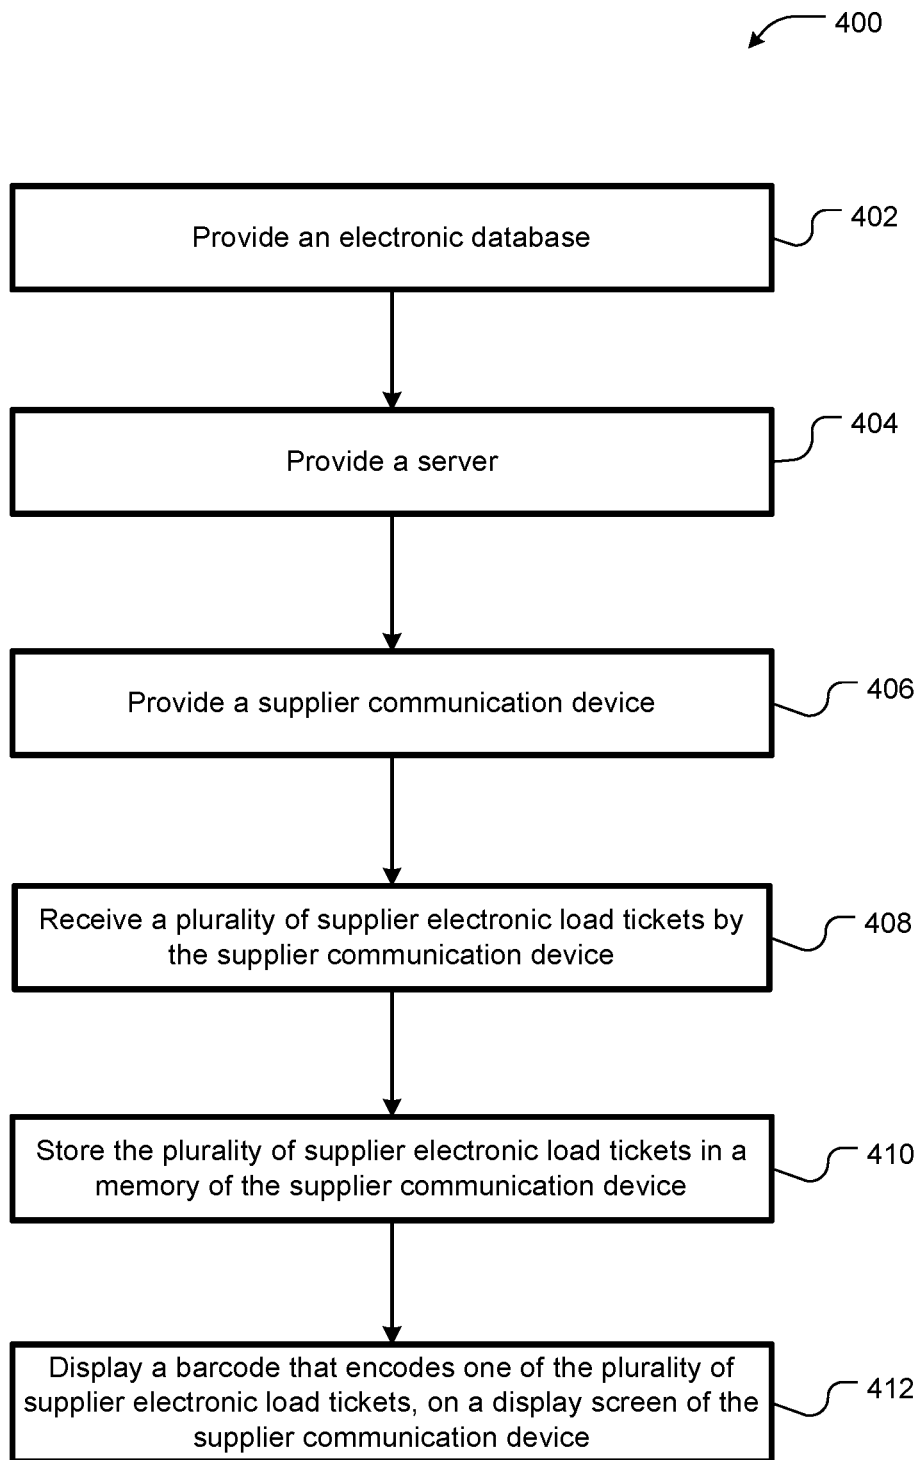 400
Provide an electronic database
402
Provide a server
404
Provide a supplier communication device
406
Receive a plurality of supplier electronic load tickets by
the supplier communication device
408
Store the plurality of supplier electronic load tickets in a
memory of the supplier communication device
410
Display a barcode that encodes one of the plurality of
supplier electronic load tickets, on a display screen of the
supplier communication device
412